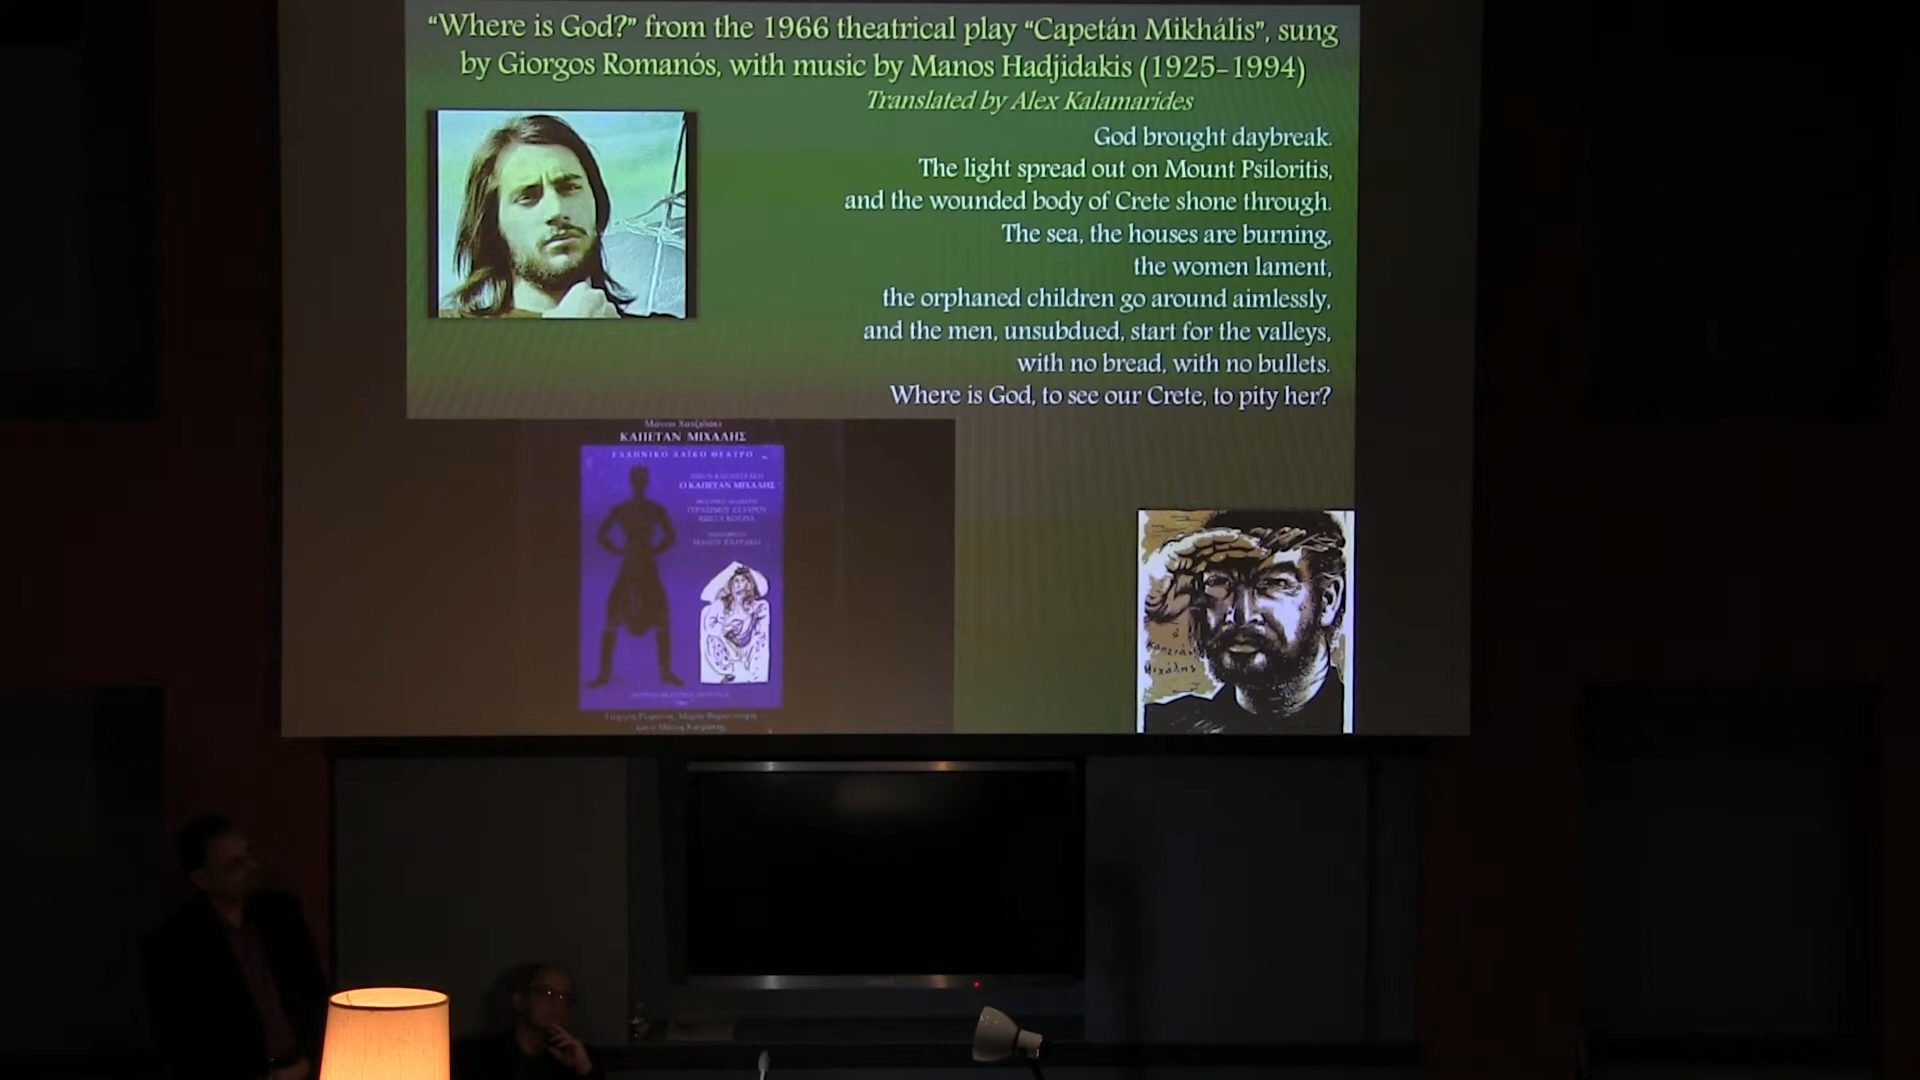 “Where is God?” from the 1966 theatrical play “Capetán Mikhális”, sung
by Giorgos Romanós, with music by Manos Hadjidakis (1925-1994)
Translated by Alex Kalamarides
God brought daybreak.
The light spread out on Mount Psiloritis,
and the wounded body of Crete shone through.
The sea, the houses are burning,
the women lament,
the orphaned children go around aimlessly,
and the men, unsubdued, start for the valleys,
with no bread, with no bullets.
Where is God, to see our Crete, to pity her?
Μάνου Χατζιδάκι
ΚΑΠΕΤΑΝ ΜΙΧΑΛΗΣ
ΕΛΛΗΝΙΚΟ ΛΑΪΚΟ ΘΕΑΤΡΟ
Ο ΚΑΠΕΤΑΝ ΜΙΧΑΛΗΣ
ὁ
Καπετάν
Μιχάλης